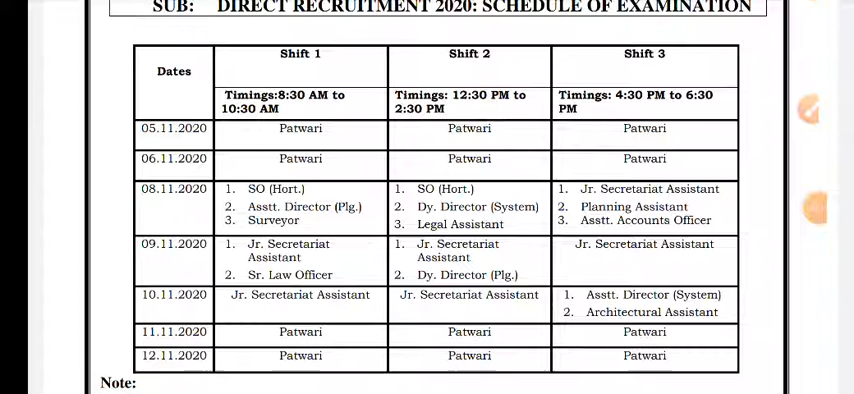 SUB: DIRECT RECRUITMENT 2020: SCHEDULE OF EXAMINATION
Dates
Shift 1
Shift 2
Shift 3
Timings:8:30 AM to
10:30 AM
Timings: 12:30 PM to
2:30 PM
Timings: 4:30 PM to 6:30
PM
05.11.2020
Patwari
Patwari
Patwari
06.11.2020
Patwari
Patwari
Patwari
08.11.2020
1. SO (Hort.)
2. Asstt. Director (Plg.)
3. Surveyor
1. SO (Hort.)
2. Dy. Director (System)
3. Legal Assistant
1. Jr. Secretariat Assistant
2. Planning Assistant
3. Asstt. Accounts Officer
09.11.2020
1. Jr. Secretariat
Assistant
2. Sr. Law Officer
1. Jr. Secretariat
Assistant
2. Dy. Director (Plg.)
Jr. Secretariat Assistant
10.11.2020
Jr. Secretariat Assistant
Jr. Secretariat Assistant
1. Asstt. Director (System)
2. Architectural Assistant
11.11.2020
Patwari
Patwari
Patwari
12.11.2020
Patwari
Patwari
Patwari
Note: